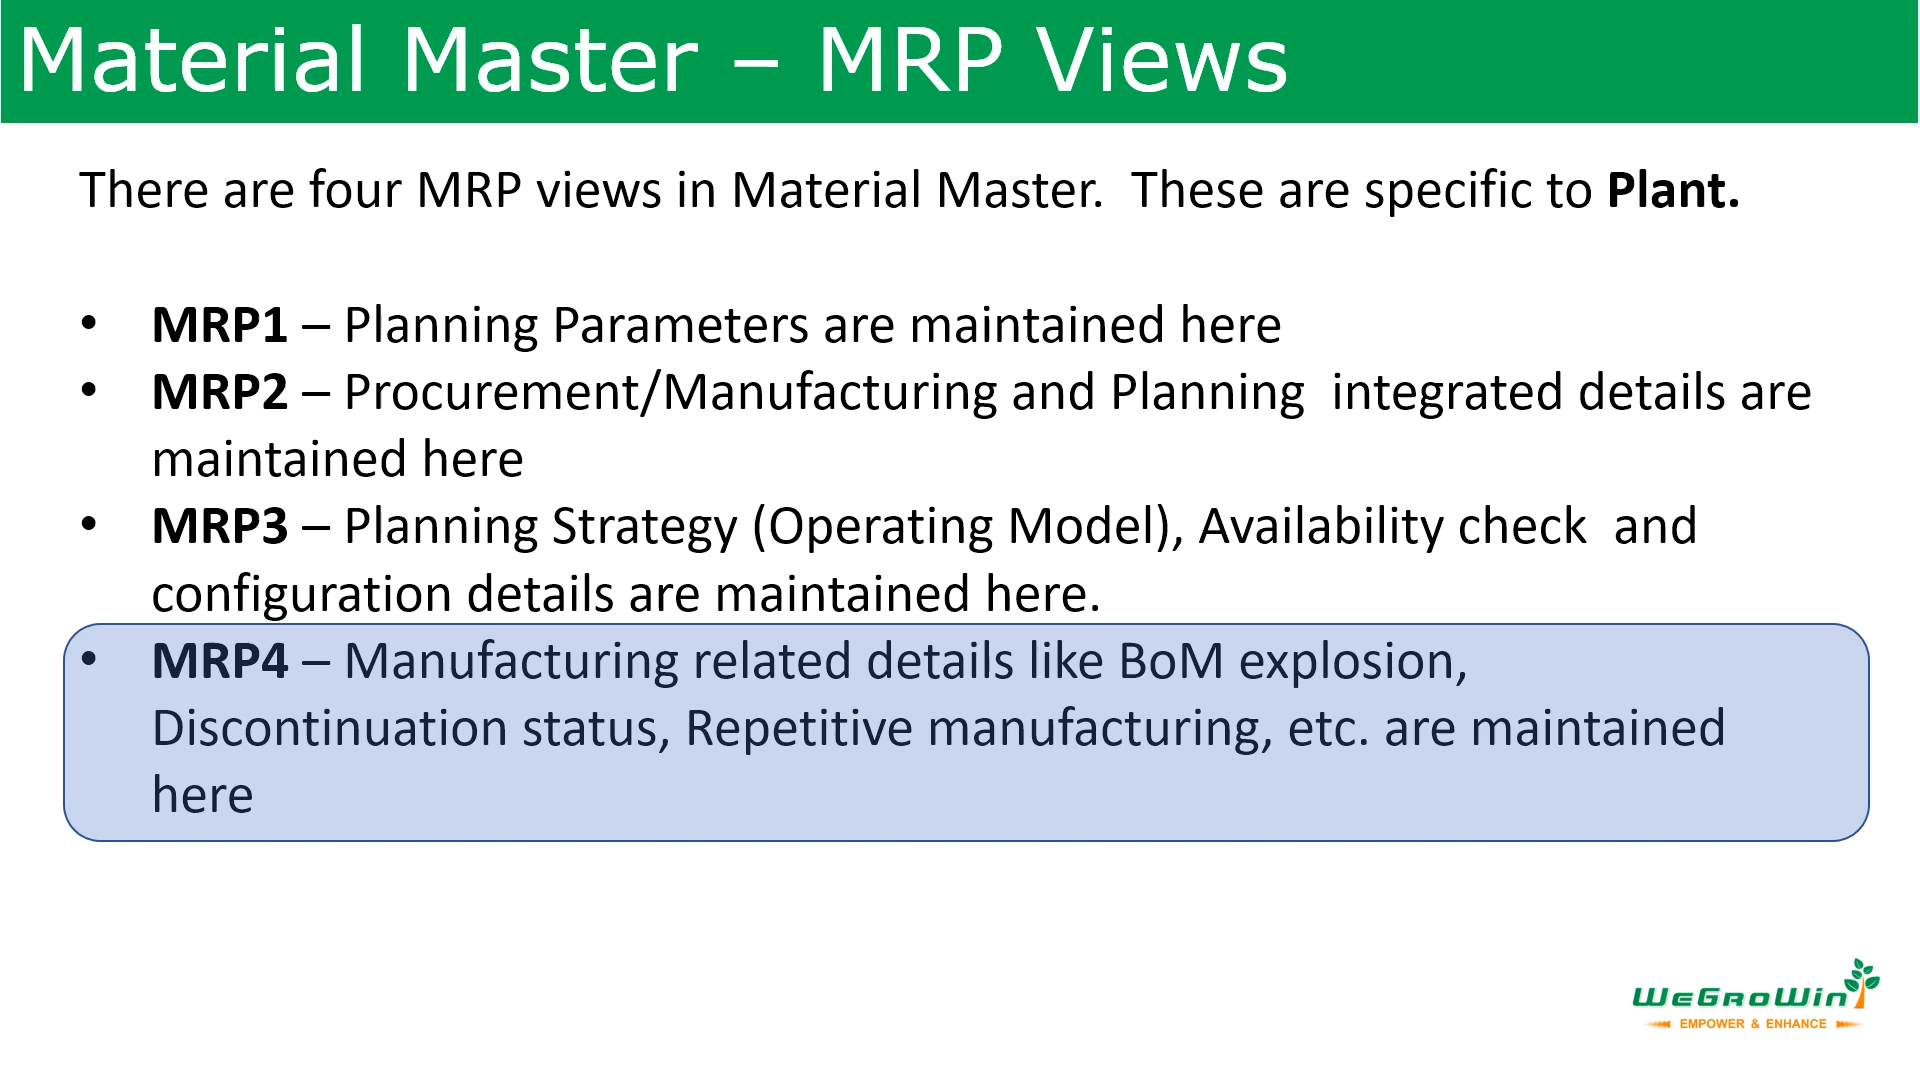 Material Master – MRP Views
There are four MRP views in Material Master.  These are specific to Plant.
• MRP1 – Planning Parameters are maintained here
• MRP2 – Procurement/Manufacturing and Planning  integrated details are
maintained here
• MRP3 – Planning Strategy (Operating Model), Availability check  and
configuration details are maintained here.
• MRP4 – Manufacturing related details like BoM explosion,
Discontinuation status, Repetitive manufacturing, etc. are maintained
here
WeGroWin
EMPOWER & ENHANCE